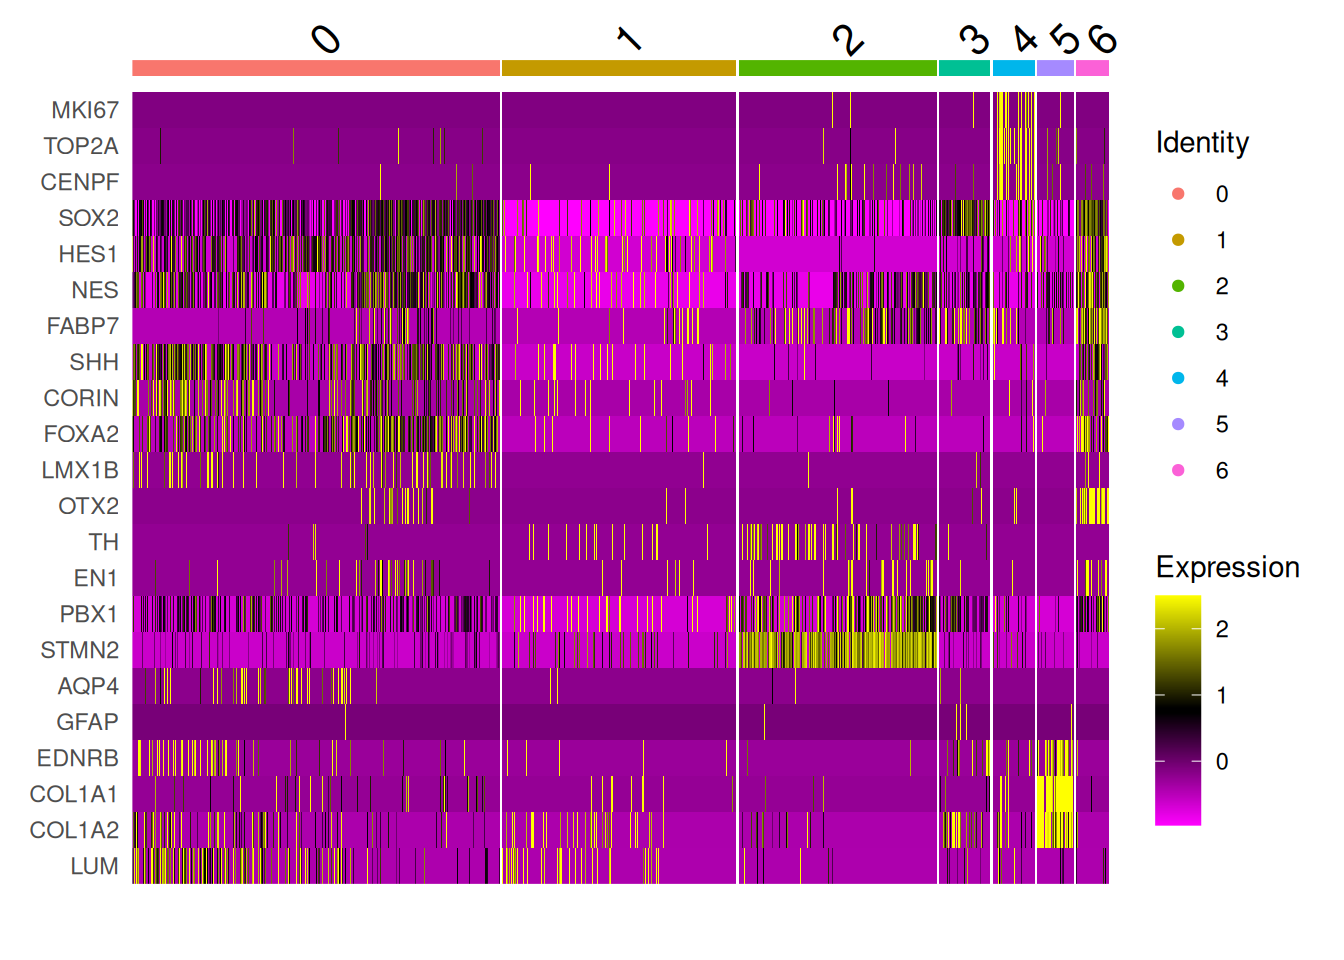 0 1 2 3 4 5 6
MKI67
TOP2A
CENPF
SOX2
HES1
NES
FABP7
SHH
CORIN
FOXA2
LMX1B
OTX2
TH
EN1
PBX1
STMN2
AQP4
GFAP
EDNRB
COL1A1
COL1A2
LUM
Identity
0
1
2
3
4
5
6
Expression
2
1
0